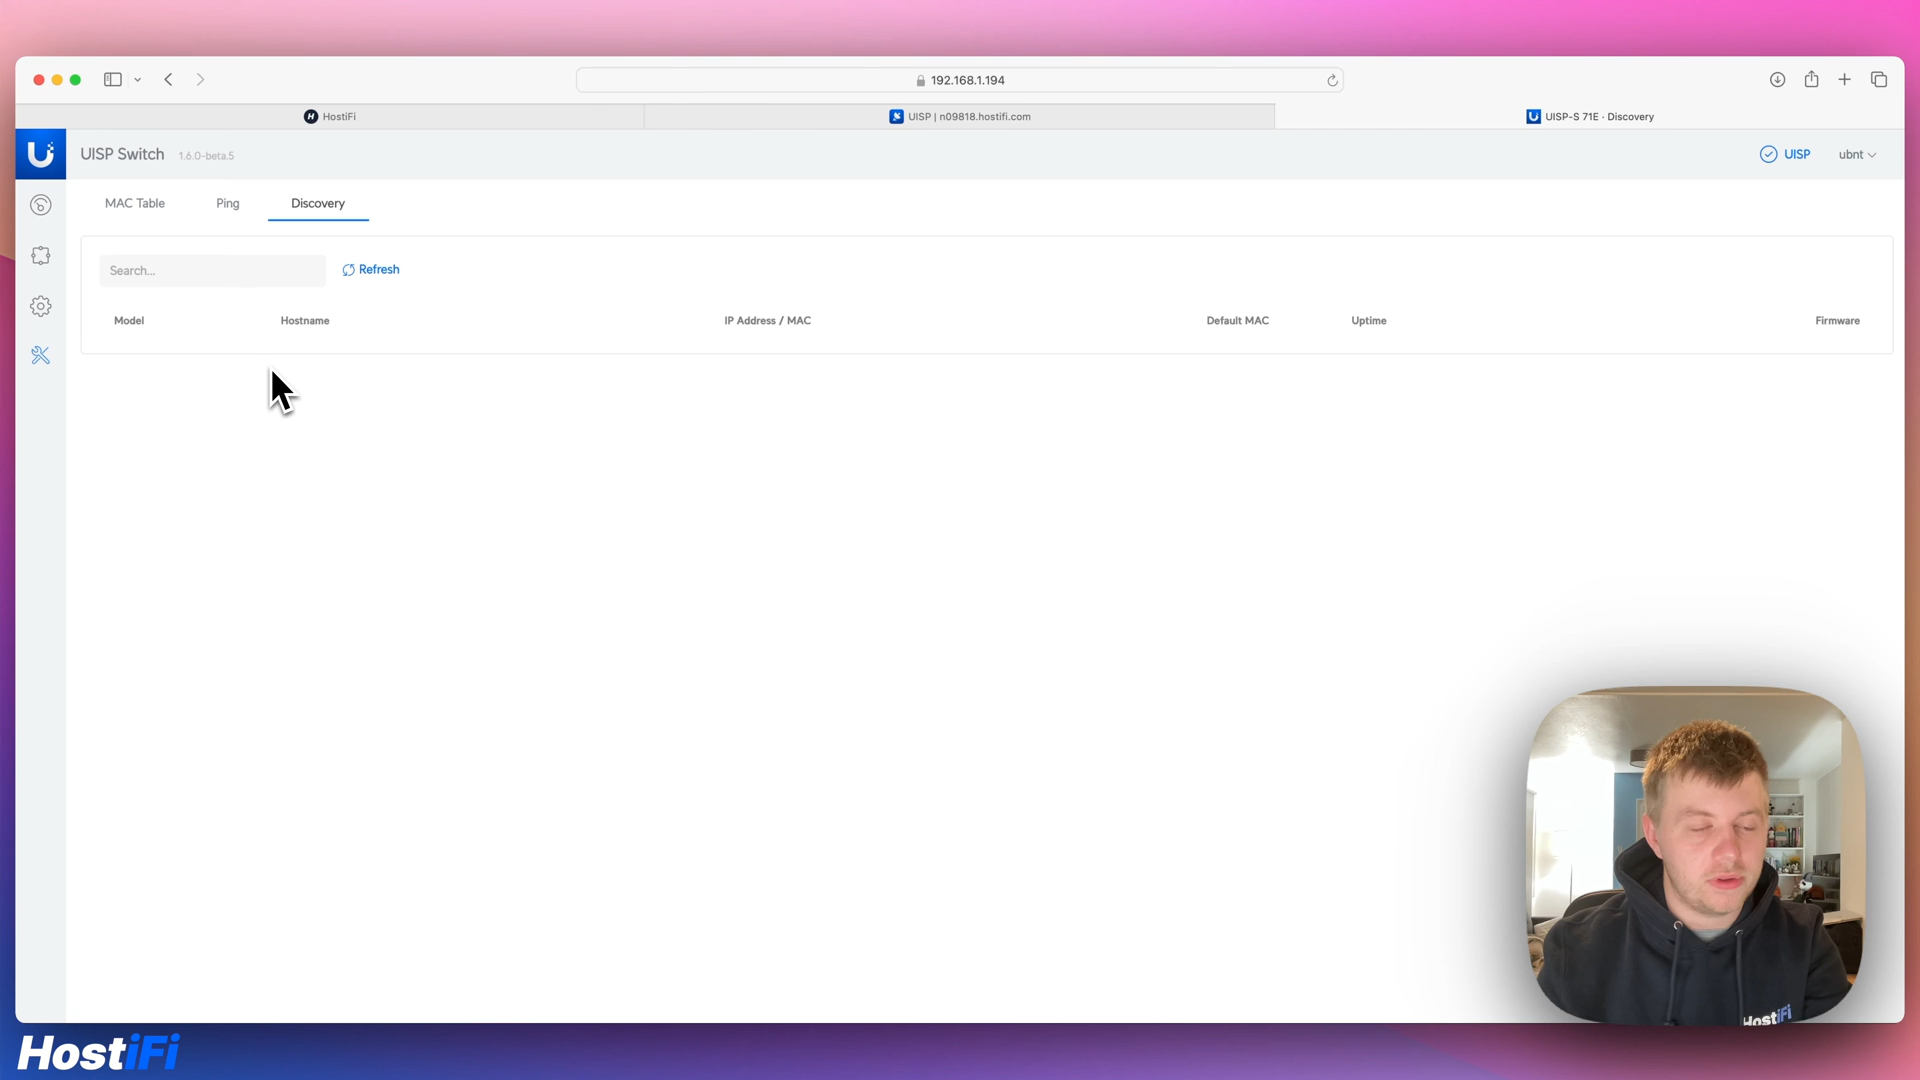 192.168.1.194
HostiFi
UISP | n09818.hostifi.com
UISP-S 71E - Discovery
UISP Switch 1.6.0-beta.5
UISP
ubnt
MAC Table
Ping
Discovery
Search...
Refresh
Model
Hostname
IP Address / MAC
Default MAC
Uptime
Firmware
HostiFi
HostiFi